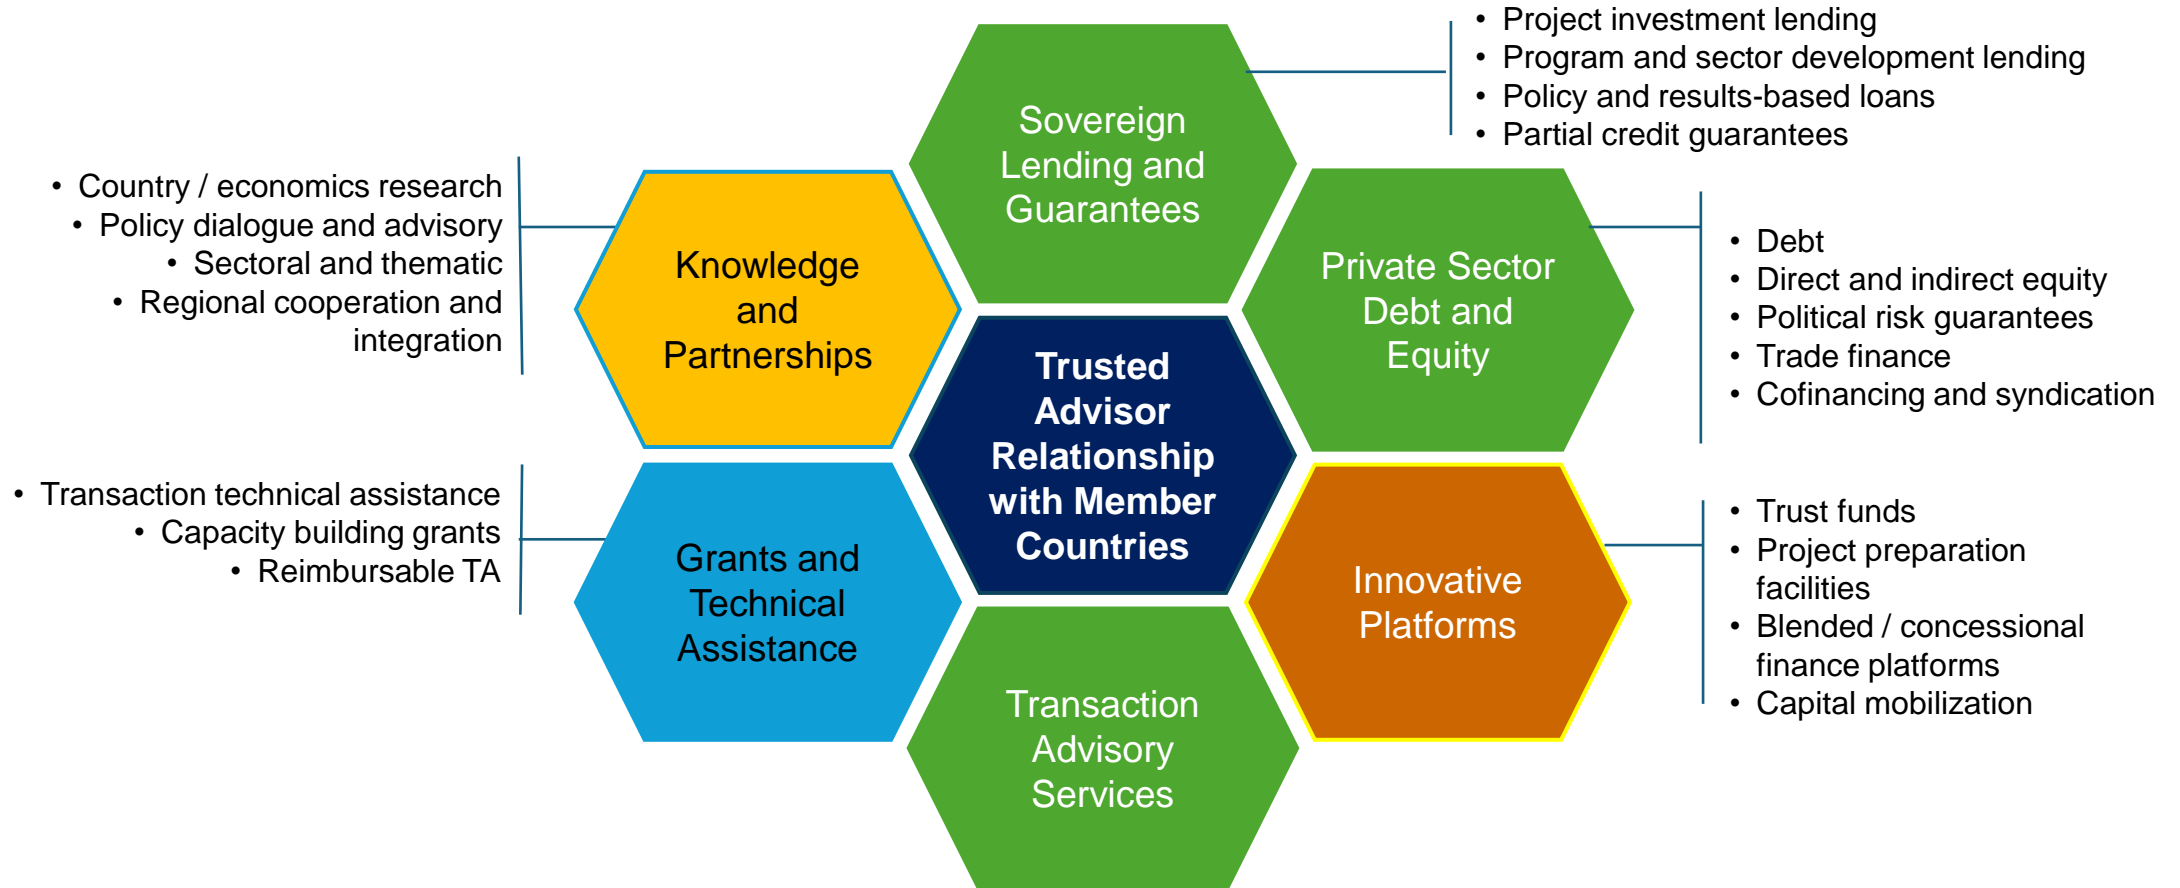 • Project investment lending
• Program and sector development lending
• Policy and results-based loans
• Partial credit guarantees
Sovereign
Lending and
Guarantees
• Country / economics research
• Policy dialogue and advisory
• Sectoral and thematic
• Regional cooperation and
integration
Knowledge
and
Partnerships
Private Sector
Debt and
Equity
• Debt
• Direct and indirect equity
• Political risk guarantees
• Trade finance
• Cofinancing and syndication
Trusted
Advisor
Relationship
with Member
Countries
• Transaction technical assistance
• Capacity building grants
• Reimbursable TA
Grants and
Technical
Assistance
Innovative
Platforms
• Trust funds
• Project preparation
facilities
• Blended / concessional
finance platforms
• Capital mobilization
Transaction
Advisory
Services